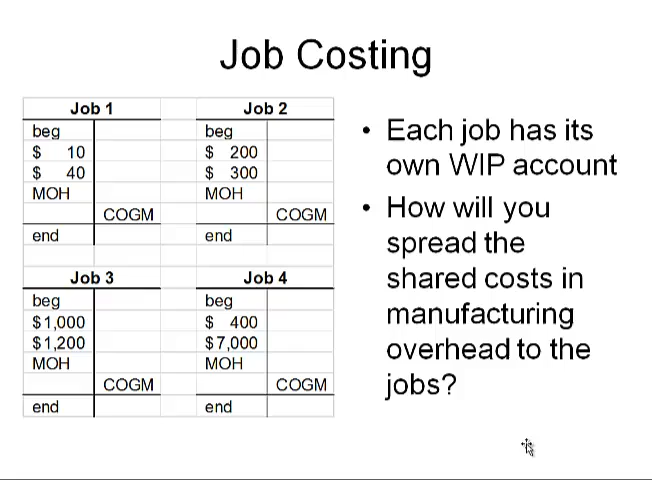 Job Costing
Job 1
beg
$ 10
$ 40
MOH
COGM
end
Job 2
beg
$ 200
$ 300
MOH
COGM
end
Job 3
beg
$1,000
$1,200
MOH
COGM
end
Job 4
beg
$ 400
$7,000
MOH
COGM
end
• Each job has its
own WIP account
• How will you
spread the
shared costs in
manufacturing
overhead to the
jobs?